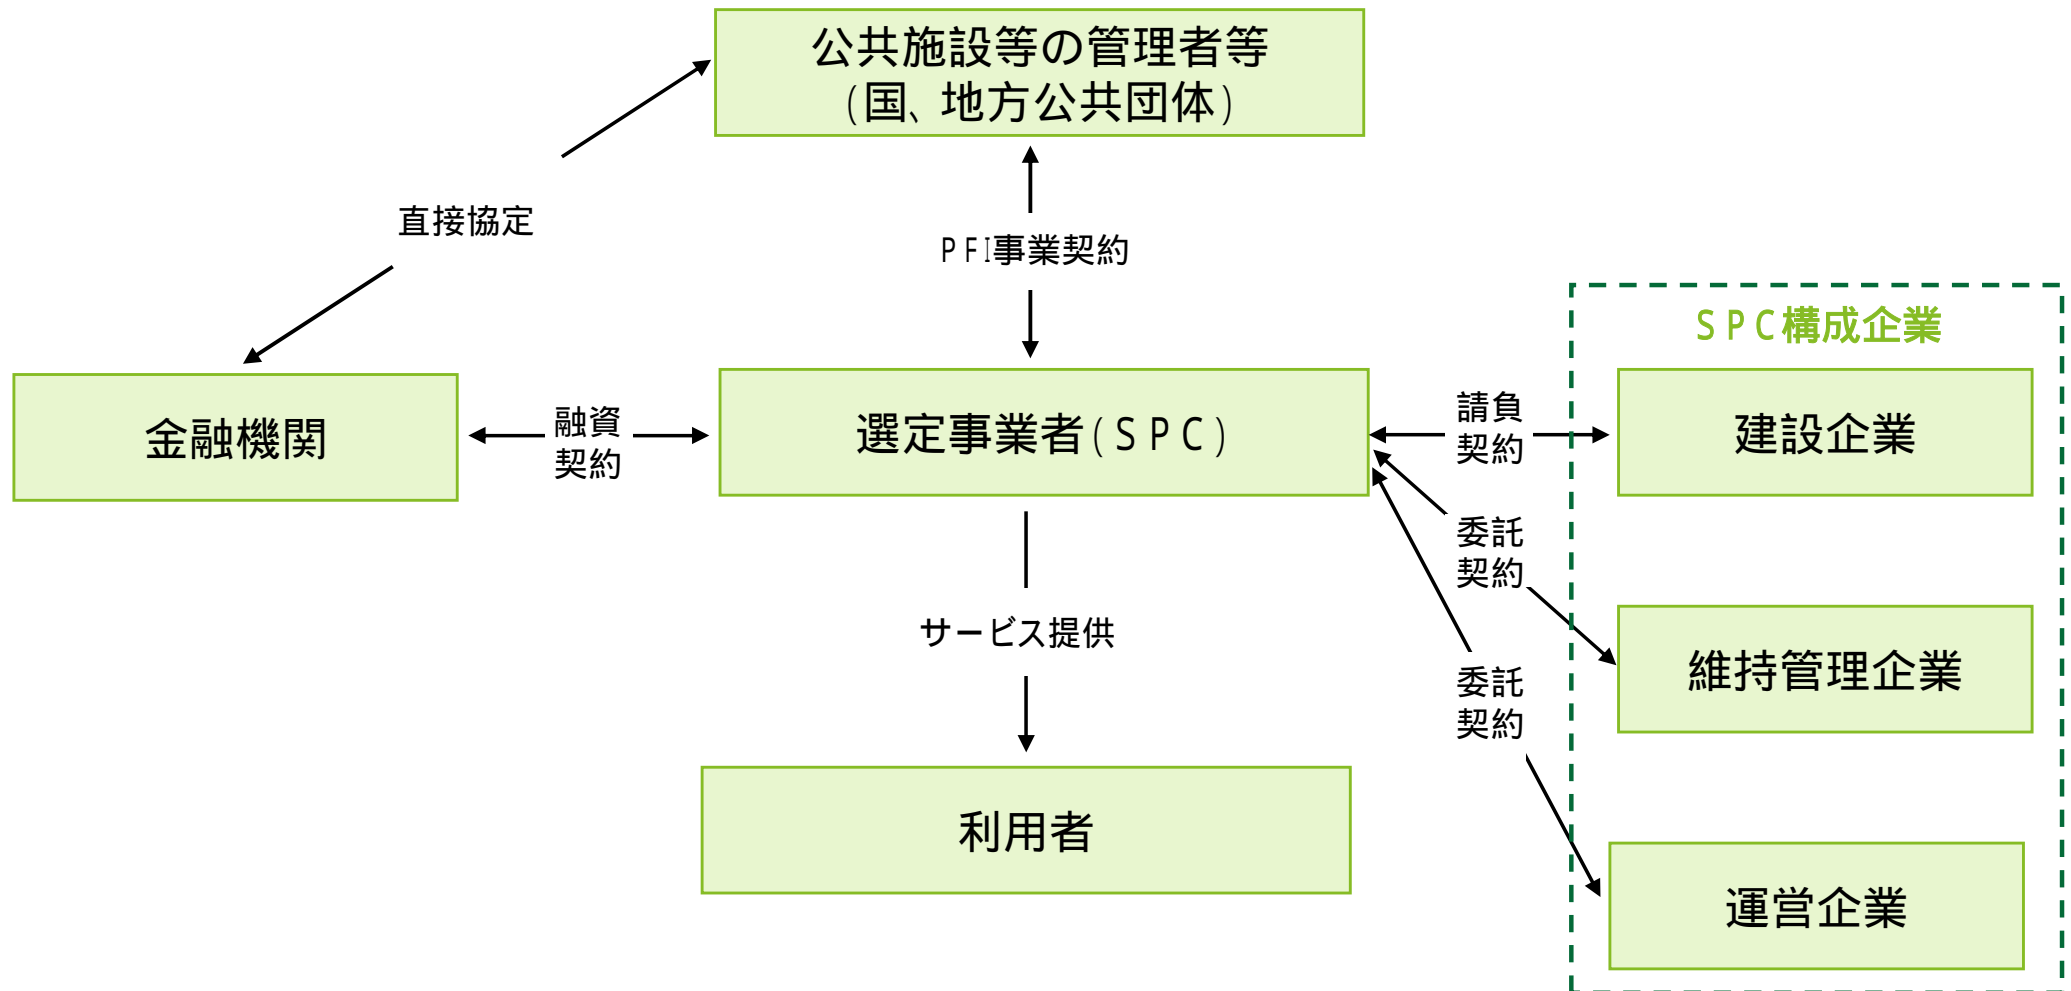 公共施設等の管理者等
(国、地方公共団体)
直接協定
PFI事業契約
SPC構成企業
金融機関
融資
契約
選定事業者(SPC)
請負
契約
建設企業
委託
契約
サービス提供
維持管理企業
委託
契約
利用者
運営企業